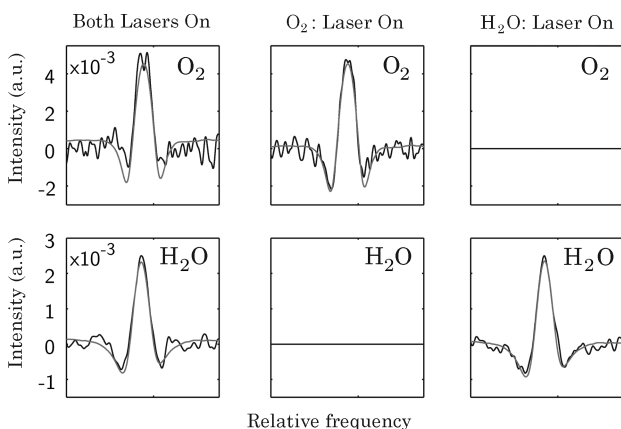 Both Lasers On
O₂: Laser On
H₂O: Laser On
×10⁻³
O₂
O₂
O₂
Intensity (a.u.)
4
2
0
-2
×10⁻³
H₂O
H₂O
H₂O
Intensity (a.u.)
3
2
1
0
-1
Relative frequency